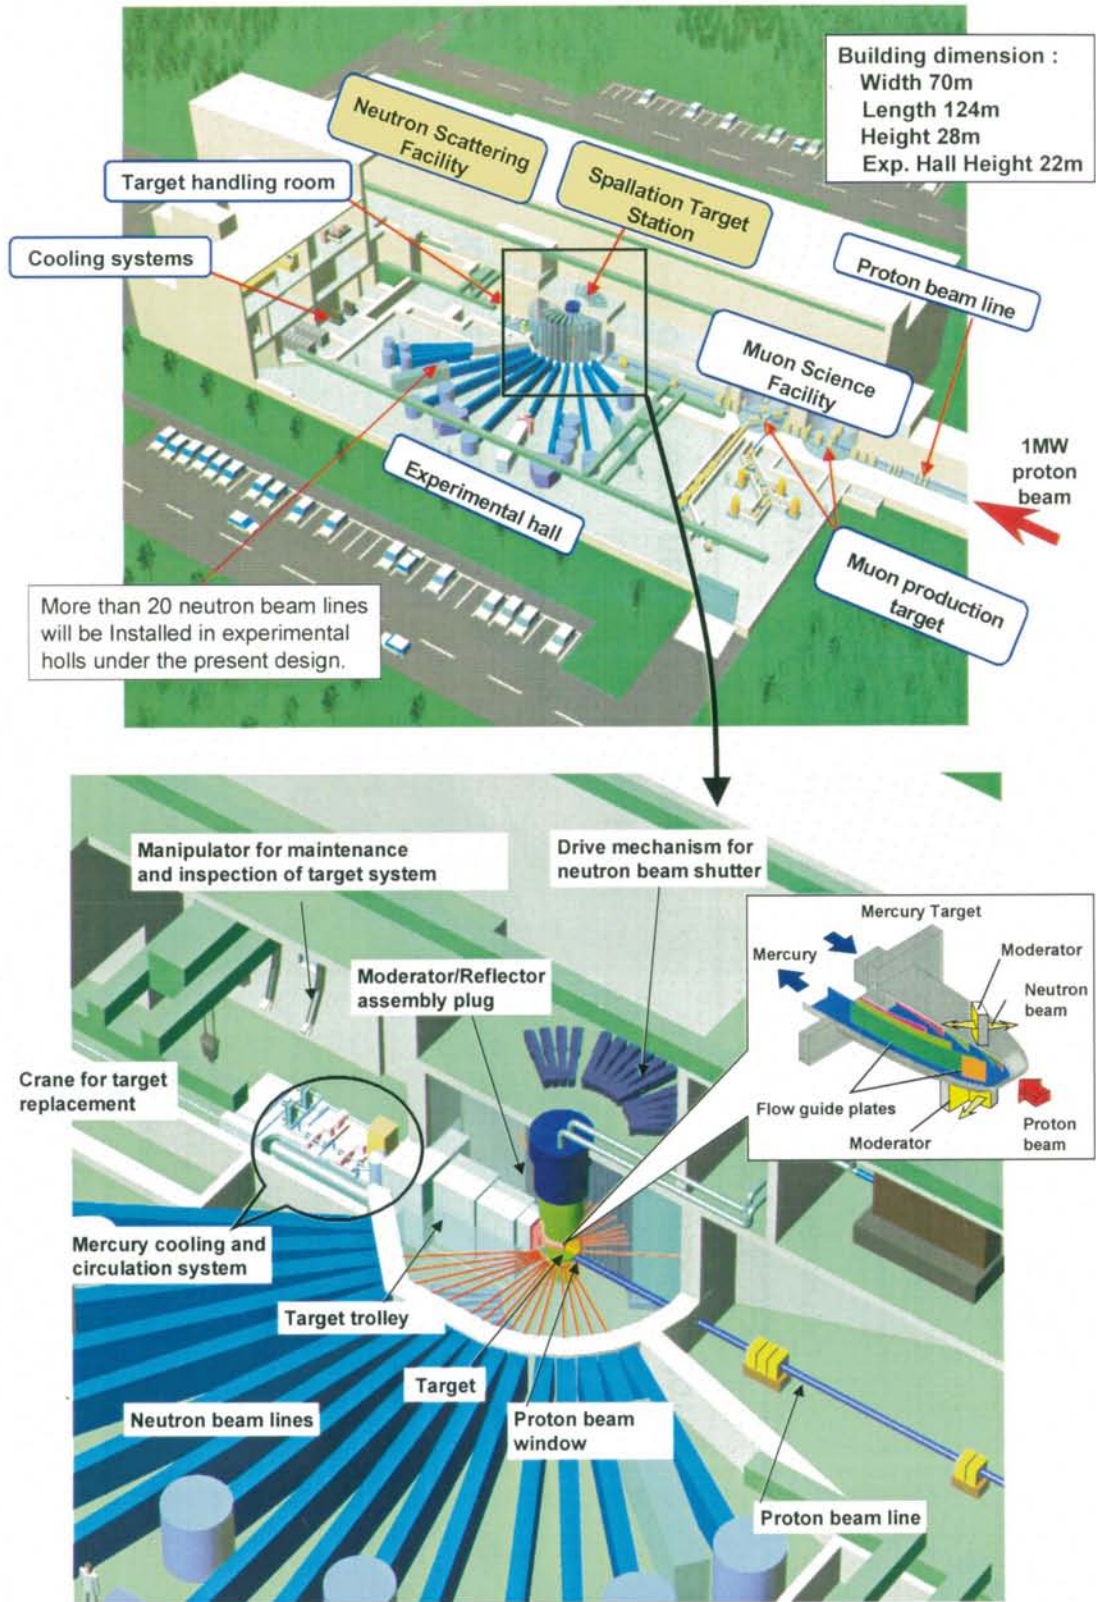 Building dimension :
Width 70m
Length 124m
Height 28m
Exp. Hall Height 22m
Neutron Scattering
Facility
Spallation Target
Station
Target handling room
Cooling systems
Proton beam
line
Muon Science
Facility
1MW
proton
beam
Experimental hall
Muon production
target
More than 20 neutron beam lines
will be Installed in experimental
holls under the present design.
Manipulator for maintenance
and inspection of target system
Drive mechanism for
neutron beam shutter
Mercury Target
Mercury
Moderator
Neutron
beam
Flow guide plates
Moderator
Proton
beam
Moderator/Reflector
assembly plug
Crane for target
replacement
Mercury cooling and
circulation system
Target trolley
Target
Neutron beam lines
Proton beam
window
Proton beam line